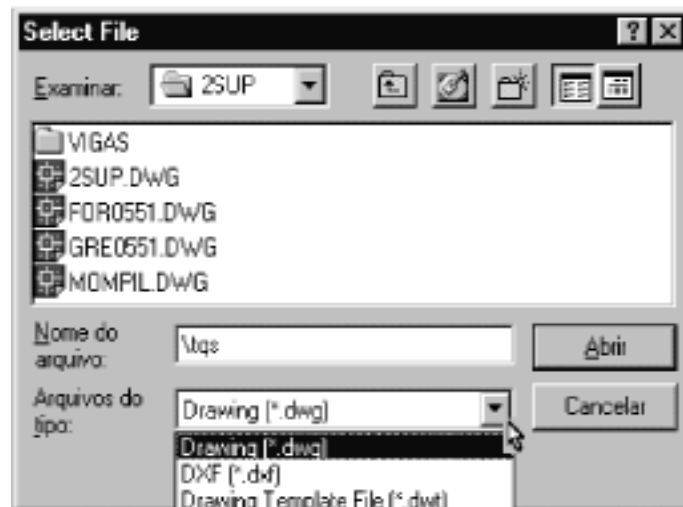 Select File
Examinar: 2SUP
VIGAS
2SUP.DWG
FOR0551.DWG
GRE0551.DWG
MOMPIL.DWG
Nome do arquivo:
\tqs
Abrir
Arquivos do tipo:
Drawing (*.dwg)
Cancelar
Drawing (*.dwg)
DXF (*.dxf)
Drawing Template File (*.dwt)